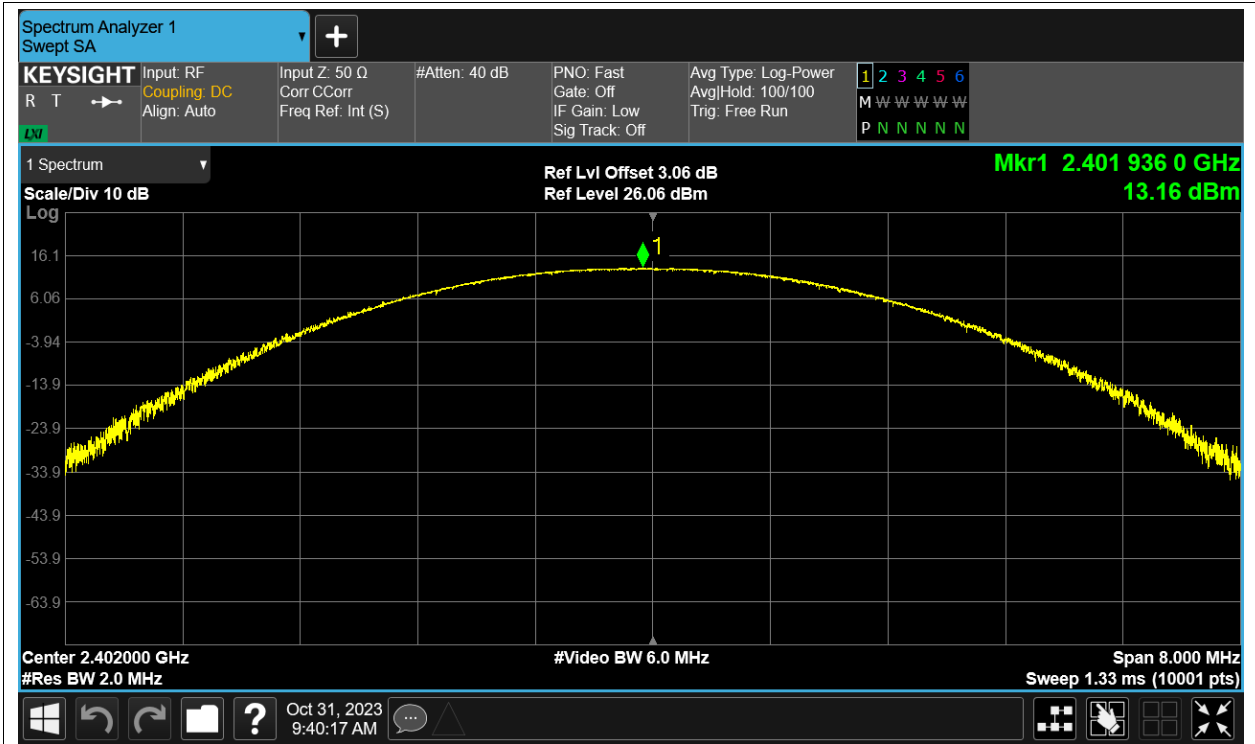 Spectrum Analyzer 1
Swept SA
KEYSIGHT
R T
LXI
Input: RF
Coupling: DC
Align: Auto
Input Z: 50 Ω
Corr CCorr
Freq Ref: Int (S)
#Atten: 40 dB
PNO: Fast
Gate: Off
IF Gain: Low
Sig Track: Off
Avg Type: Log-Power
Avg|Hold: 100/100
Trig: Free Run
1 2 3 4 5 6
M W W W W W
P N N N N N
1 Spectrum
Scale/Div 10 dB
Log
Ref Lvl Offset 3.06 dB
Ref Level 26.06 dBm
Mkr1 2.401 936 0 GHz
13.16 dBm
1
16.1
6.06
-3.94
-13.9
-23.9
-33.9
-43.9
-53.9
-63.9
Center 2.402000 GHz
#Res BW 2.0 MHz
#Video BW 6.0 MHz
Span 8.000 MHz
Sweep 1.33 ms (10001 pts)
?
Oct 31, 2023
9:40:17 AM